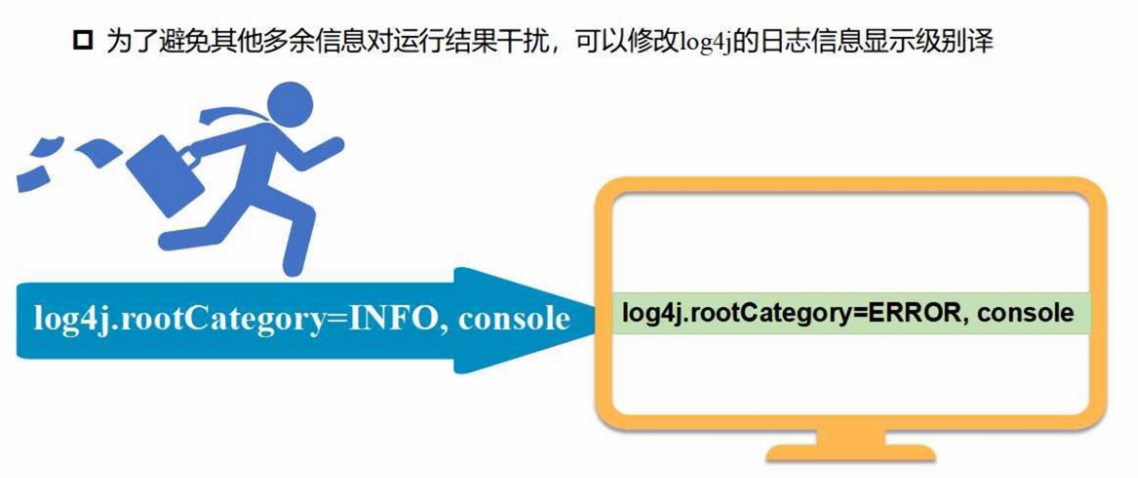 为了避免其他多余信息对运行结果干扰，可以修改log4j的日志信息显示级别译
log4j.rootCategory=INFO, console
log4j.rootCategory=ERROR, console